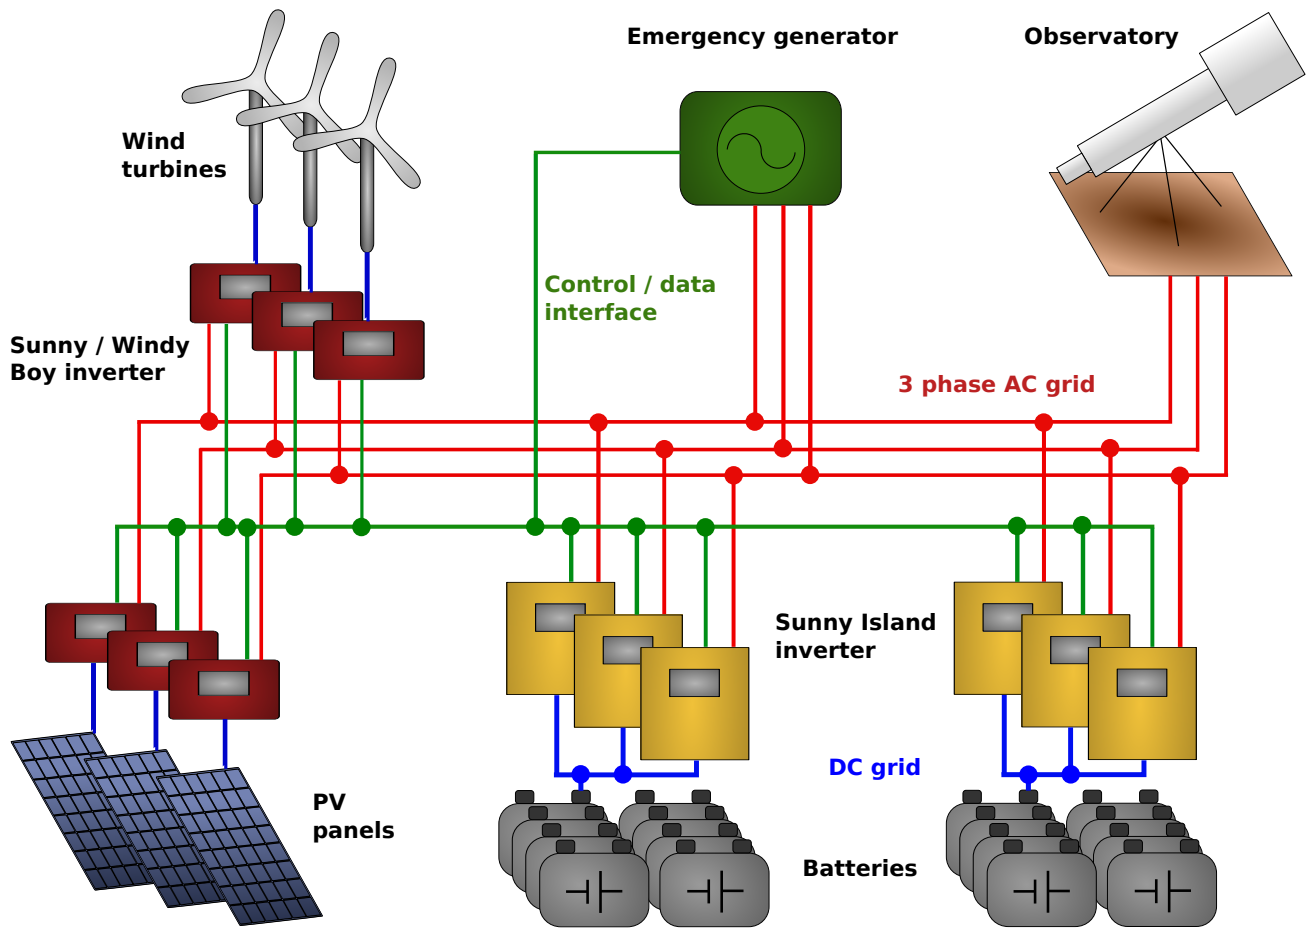 Emergency generator
Observatory
Wind
turbines
Control / data
interface
Sunny / Windy
Boy inverter
3 phase AC grid
Sunny Island
inverter
DC grid
PV
panels
Batteries